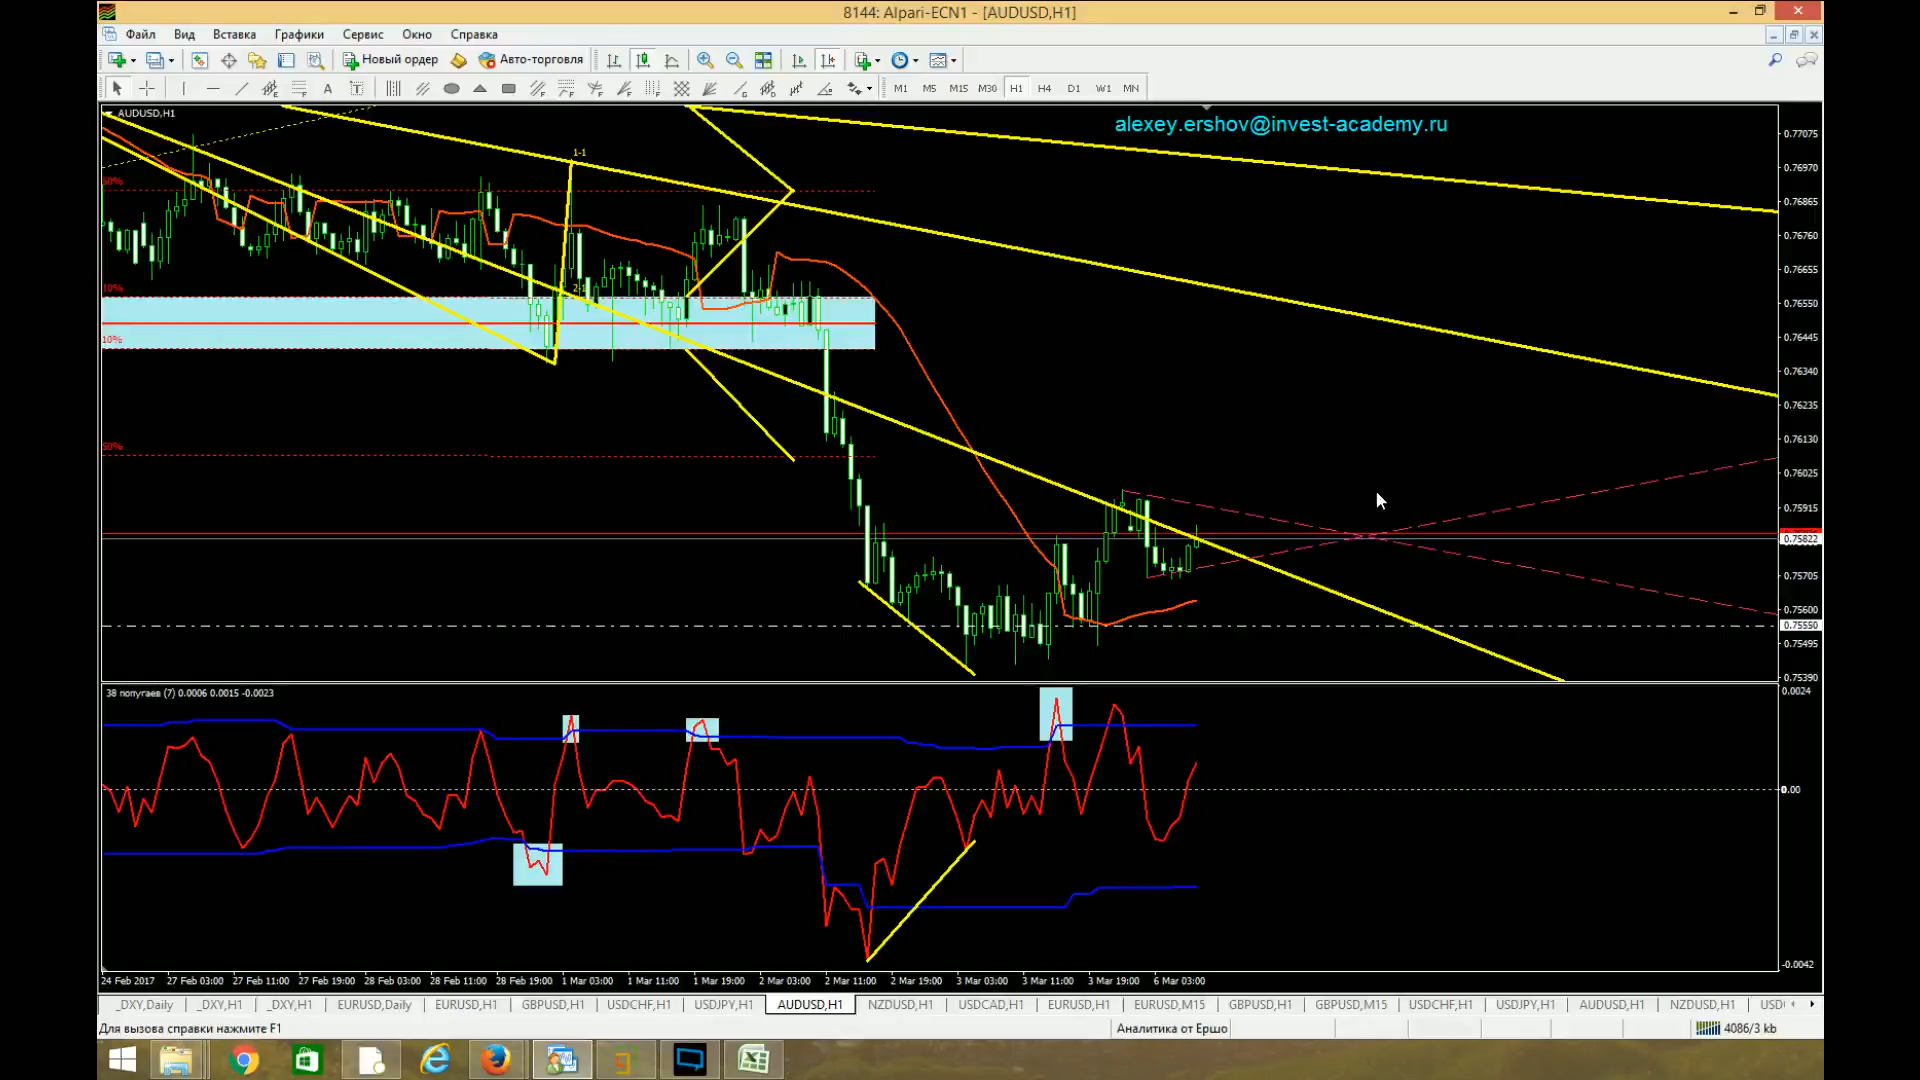 8144: Alpari-ECN1 - [AUDUSD,H1]
Файл Вид Вставка Графики Сервис Окно Справка
Новый ордер Авто-торговля
A T M1 M5 M15 M30 H1 H4 D1 W1 MN
AUDUSD,H1
alexey.ershov@invest-academy.ru
0.77075
0.76970
0.76865
0.76760
0.76655
0.76550
0.76445
0.76340
0.76235
0.76130
0.76025
0.75915
0.75822
0.75705
0.75600
0.75550
0.75495
0.75390
1-1
50%
10%
2-1
10%
50%
38 попугаев (7) 0.0006 0.0015 -0.0023
0.0024
0.00
-0.0042
24 Feb 2017 27 Feb 03:00 27 Feb 11:00 27 Feb 19:00 28 Feb 03:00 28 Feb 11:00 28 Feb 19:00 1 Mar 03:00 1 Mar 11:00 1 Mar 19:00 2 Mar 03:00 2 Mar 11:00 2 Mar 19:00 3 Mar 03:00 3 Mar 11:00 3 Mar 19:00 6 Mar 03:00
_DXY,Daily _DXY,H1 _DXY,H1 EURUSD,Daily EURUSD,H1 GBPUSD,H1 USDCHF,H1 USDJPY,H1 AUDUSD,H1 NZDUSD,H1 USDCAD,H1 EURUSD,H1 EURUSD,M15 GBPUSD,H1 GBPUSD,M15 USDCHF,H1 USDJPY,H1 AUDUSD,H1 NZDUSD,H1
Для вызова справки нажмите F1
Аналитика от Ершо
4086/3 kb